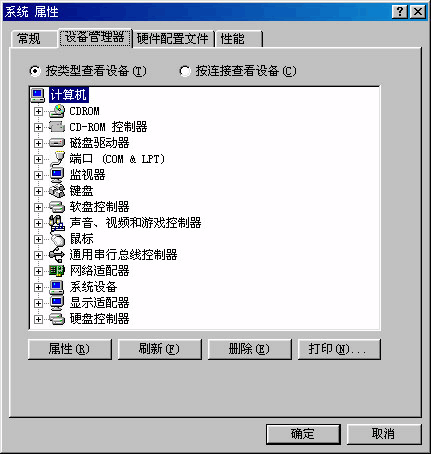 系统 属性
常规 设备管理器 硬件配置文件 性能
按类型查看设备(T) 按连接查看设备(C)
计算机
CDROM
CD-ROM 控制器
磁盘驱动器
端口 (COM & LPT)
监视器
键盘
软盘控制器
声音、视频和游戏控制器
鼠标
通用串行总线控制器
网络适配器
系统设备
显示适配器
硬盘控制器
属性(R) 刷新(F) 删除(E) 打印(N)...
确定 取消